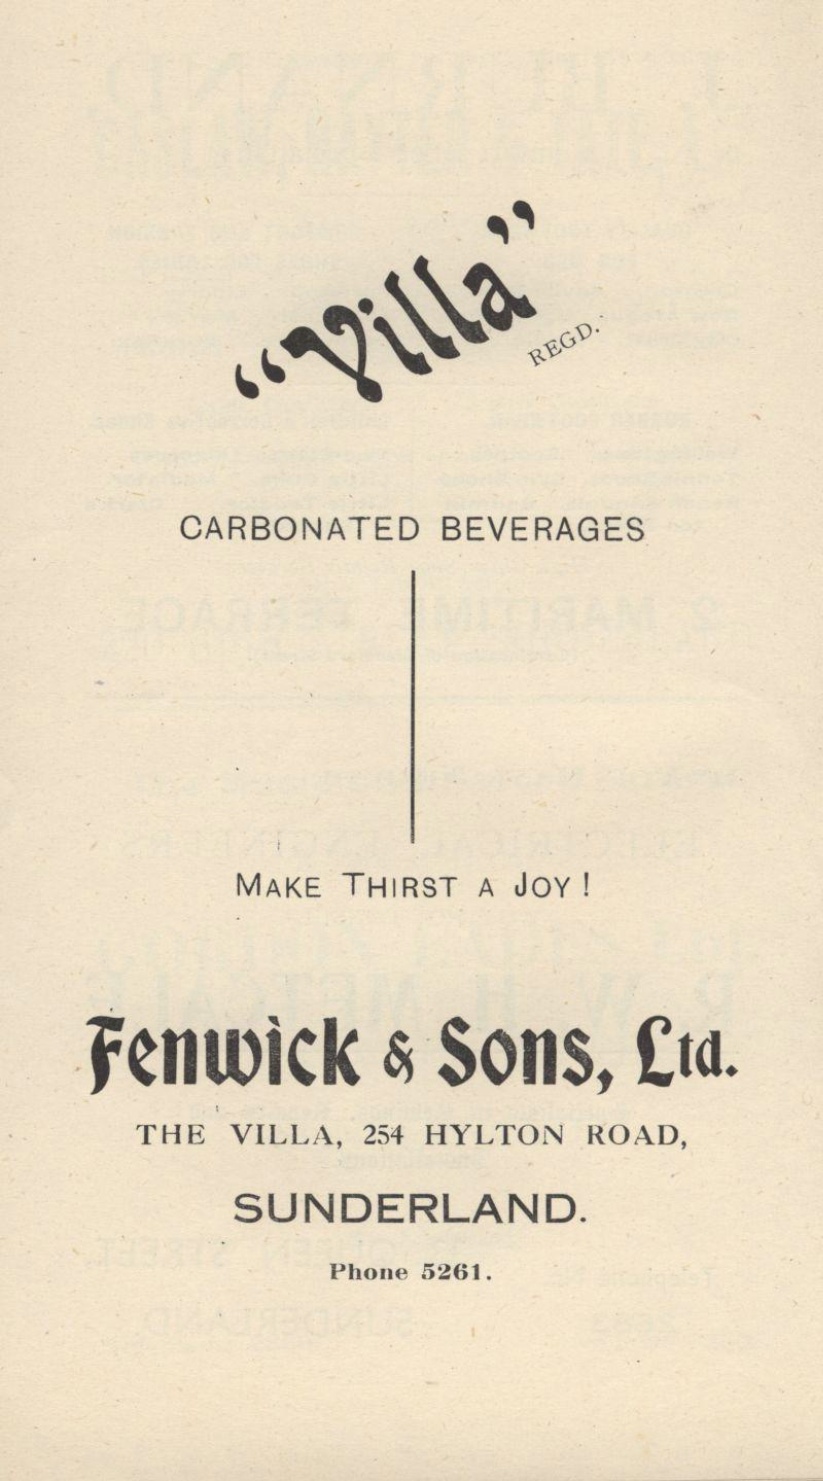 "Villa"
REGD.
CARBONATED BEVERAGES
MAKE THIRST A JOY!
Fenwick & Sons, Ltd.
THE VILLA, 254 HYLTON ROAD,
SUNDERLAND.
Phone 5261.